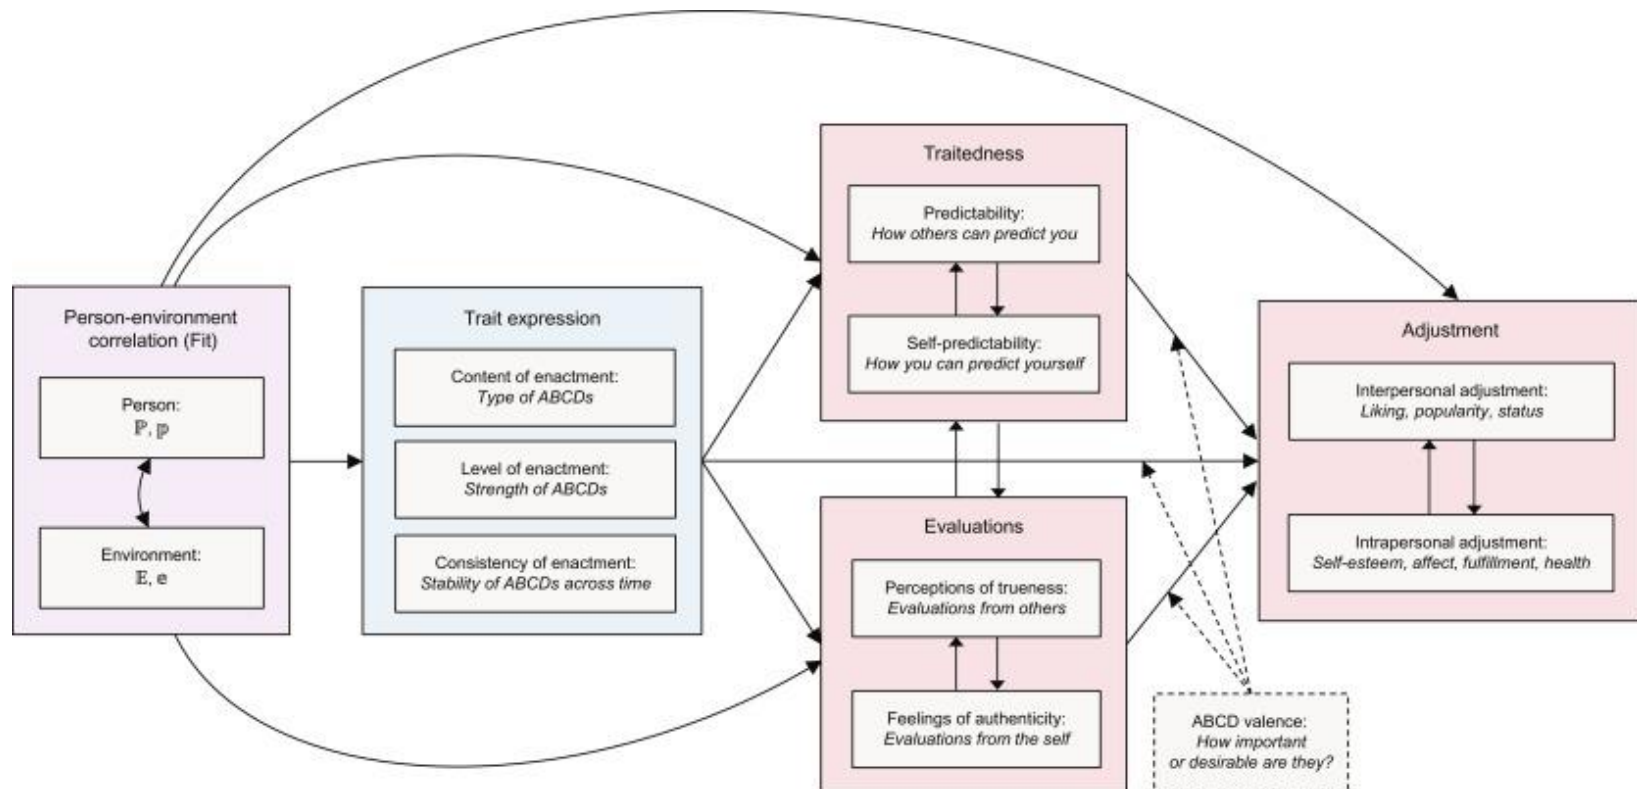 Person-environment
correlation (Fit)
Person:
ℙ, 𝕡
Environment:
𝔼, 𝕖
Trait expression
Content of enactment:
Type of ABCDs
Level of enactment:
Strength of ABCDs
Consistency of enactment:
Stability of ABCDs across time
Traitedness
Predictability:
How others can predict you
Self-predictability:
How you can predict yourself
Evaluations
Perceptions of trueness:
Evaluations from others
Feelings of authenticity:
Evaluations from the self
ABCD valence:
How important
or desirable are they?
Adjustment
Interpersonal adjustment:
Liking, popularity, status
Intrapersonal adjustment:
Self-esteem, affect, fulfillment, health